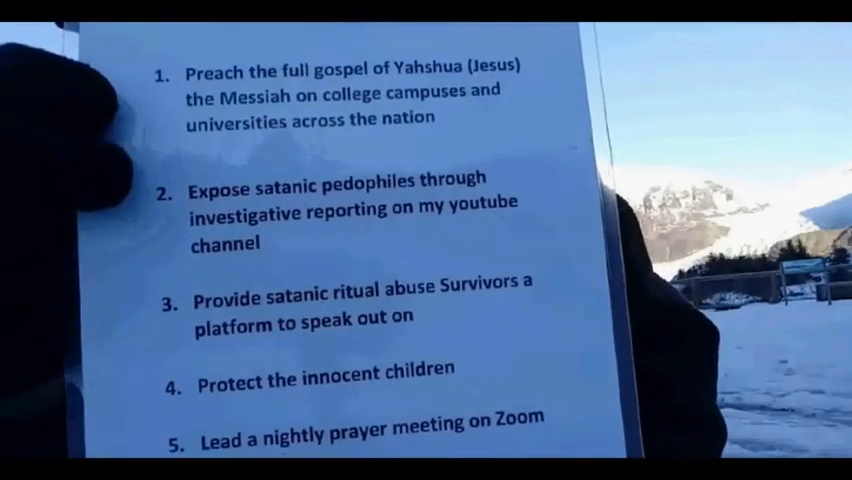 1. Preach the full gospel of Yahshua (Jesus)
the Messiah on college campuses and
universities across the nation
2. Expose satanic pedophiles through
investigative reporting on my youtube
channel
3. Provide satanic ritual abuse Survivors a
platform to speak out on
4. Protect the innocent children
5. Lead a nightly prayer meeting on Zoom